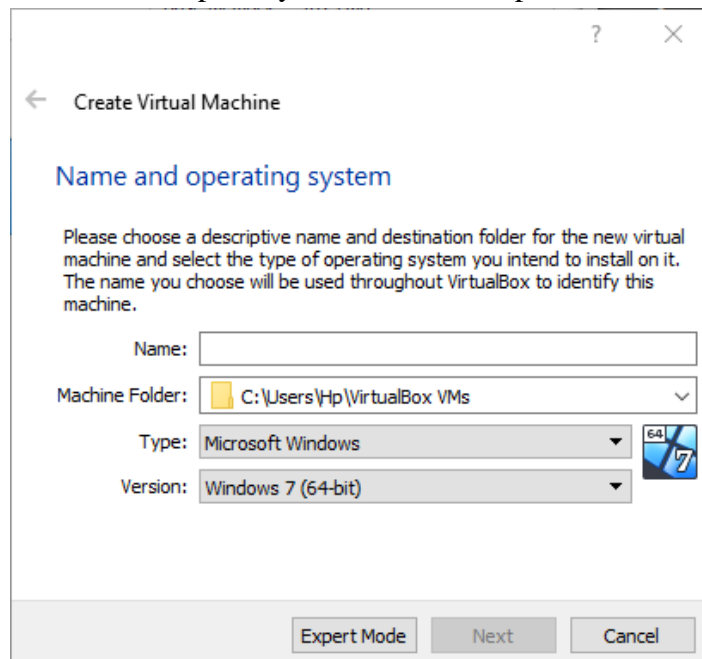 ?
Create Virtual Machine
Name and operating system
Please choose a descriptive name and destination folder for the new virtual
machine and select the type of operating system you intend to install on it.
The name you choose will be used throughout VirtualBox to identify this
machine.
Name:
Machine Folder: C:\Users\Hp\VirtualBox VMs
Type: Microsoft Windows 64
Version: Windows 7 (64-bit) 7
Expert Mode Next Cancel